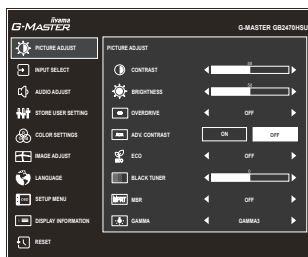 iiyama
G-MASTER
G-MASTER GB2470HSU
PICTURE ADJUST
INPUT SELECT
AUDIO ADJUST
STORE USER SETTING
COLOR SETTINGS
IMAGE ADJUST
LANGUAGE
SETUP MENU
DISPLAY INFORMATION
RESET
PICTURE ADJUST
CONTRAST
BRIGHTNESS
OVERDRIVE OFF
ADV. CONTRAST ON OFF
ECO OFF
BLACK TUNER 0
MBR OFF
GAMMA GAMMA3